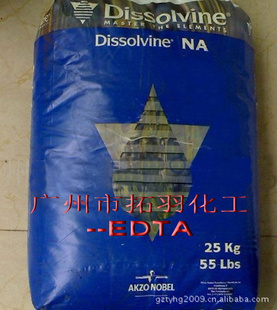 Dissolvine®
MASTER THE ELEMENTS
Dissolvine® NA
广州市拓羽化工
--EDTA
25 Kg
55 Lbs
AKZO NOBEL
gztyhg2009.cn.alibaba.com